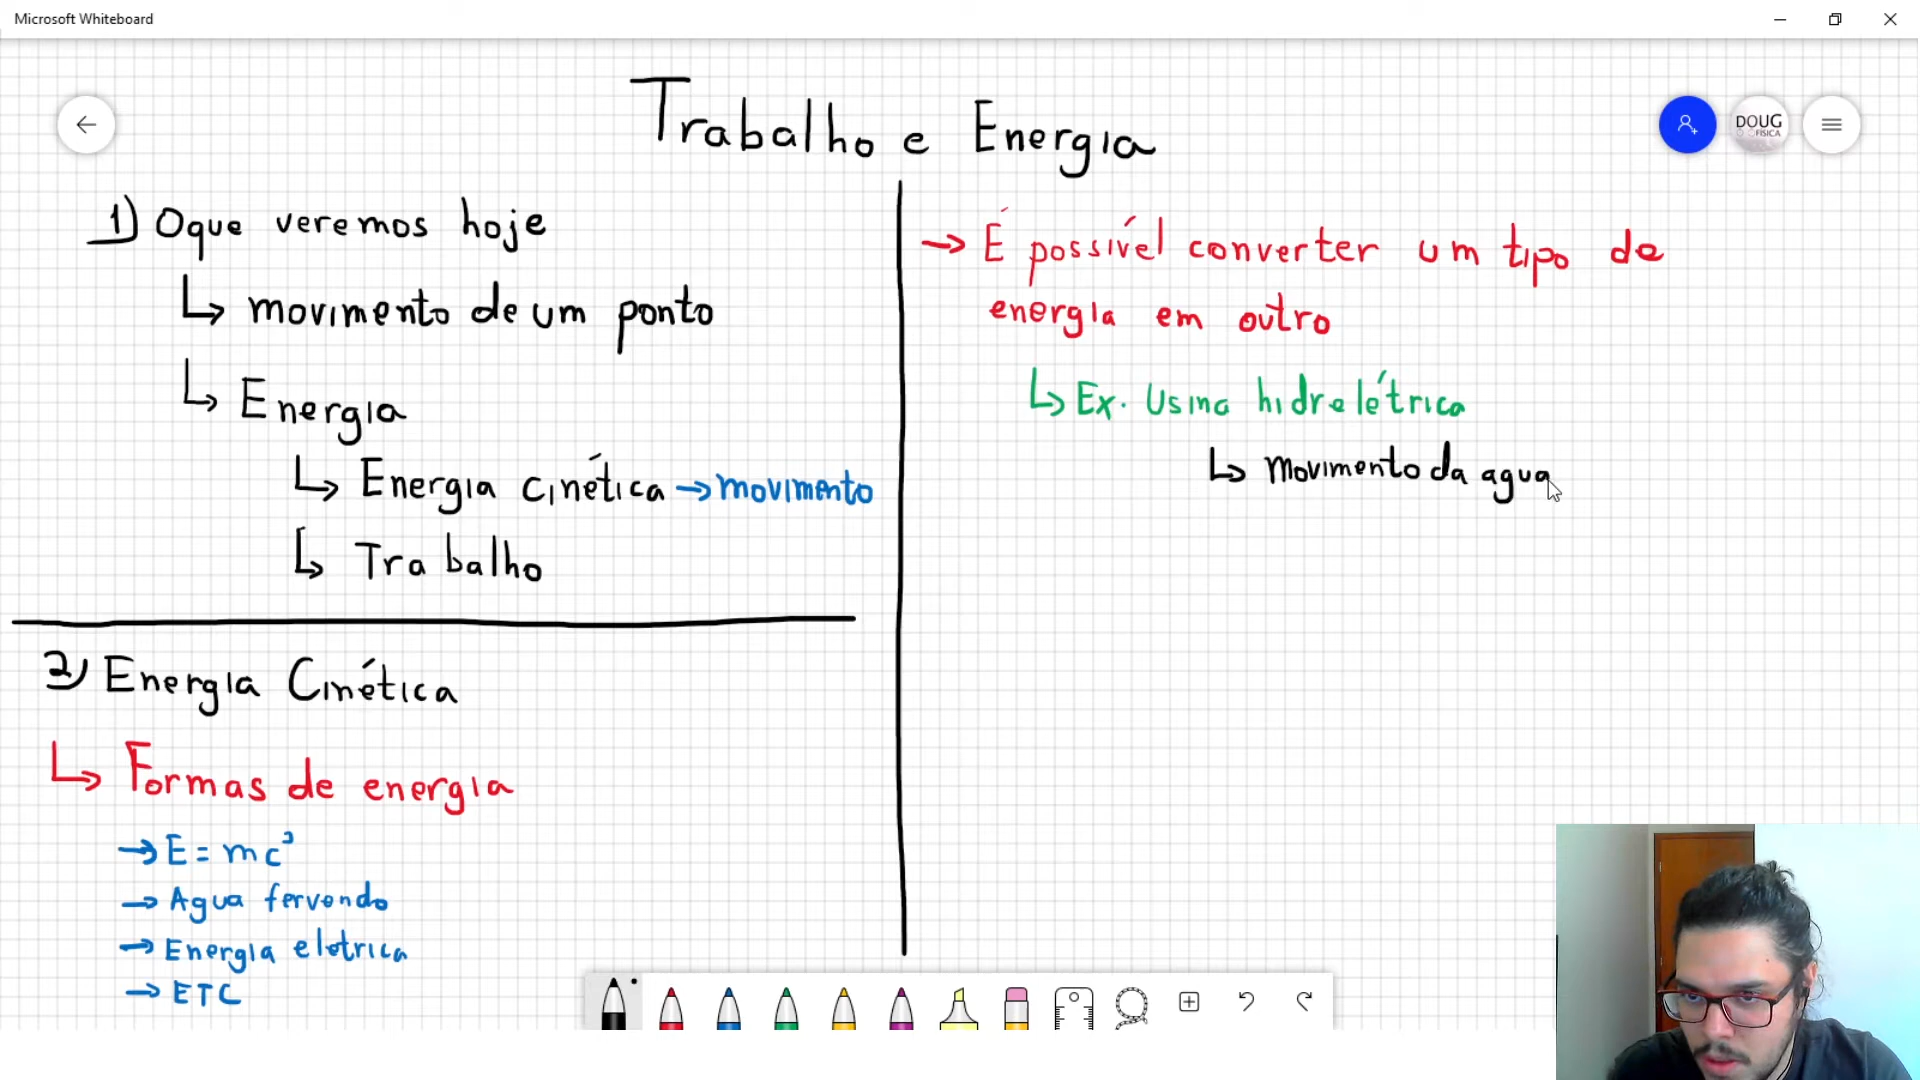 Microsoft Whiteboard
Trabalho e Energia
DOUG
FÍSICA
1) Oque veremos hoje
↳ movimento de um ponto
↳ Energia
↳ Energia cinética → movimento
↳ Trabalho
2) Energia Cinética
↳ Formas de energia
→ E = mc²
→ Agua fervendo
→ Energia eletrica
→ ETC
→ É possível converter um tipo de
energia em outro
↳ Ex. Usina hidrelétrica
↳ Movimento da agua